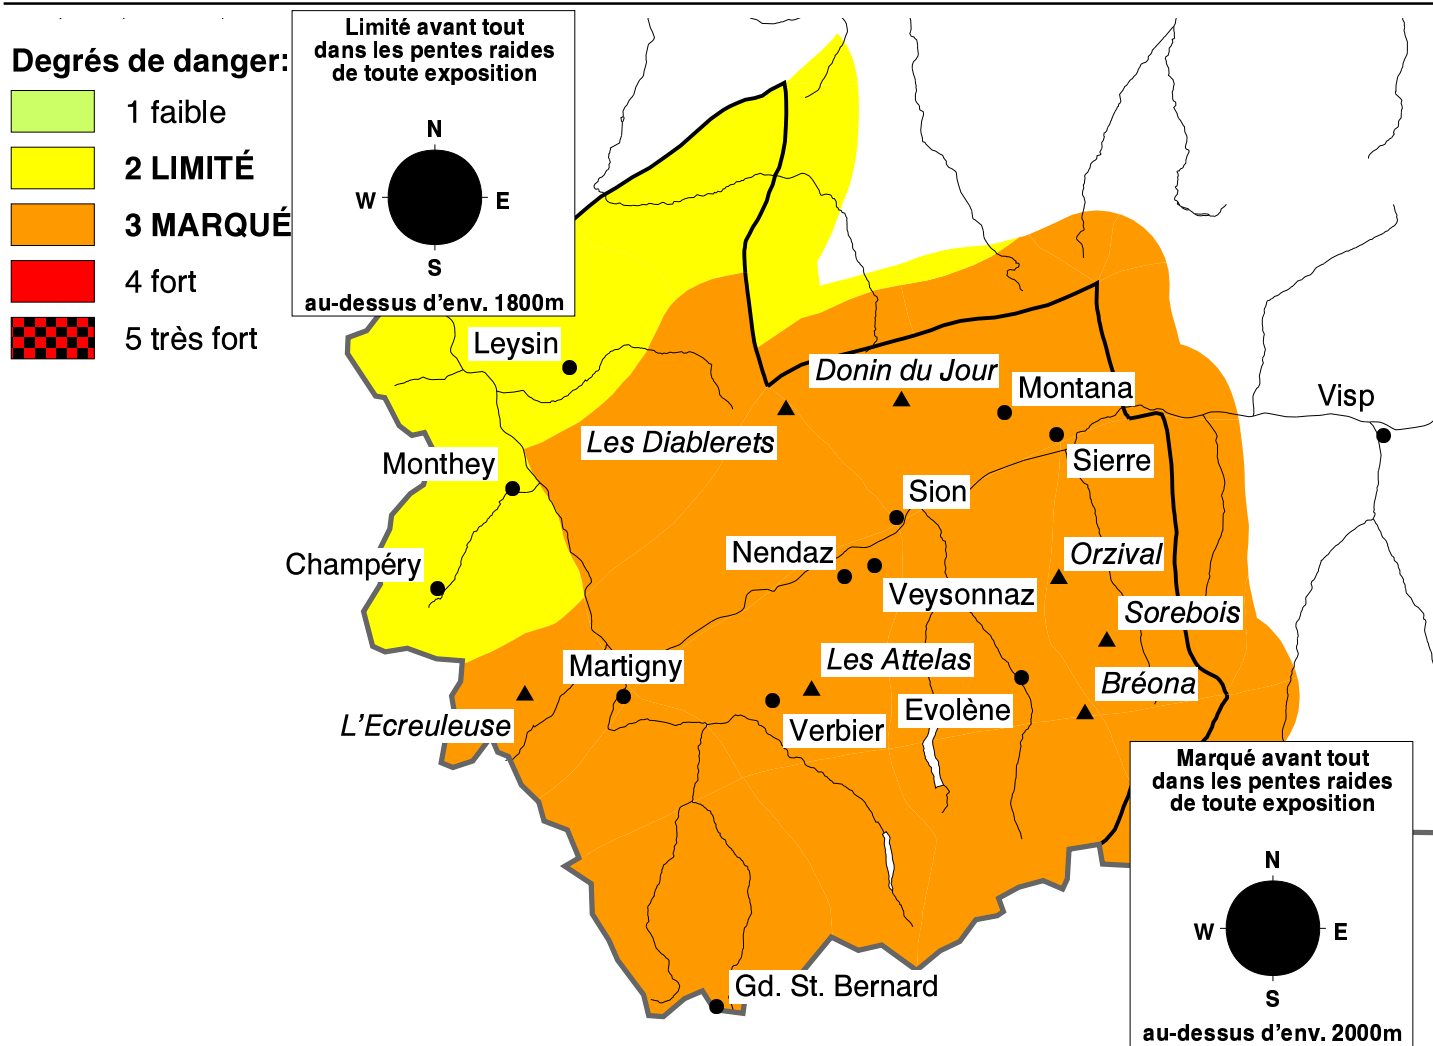 Degrés de danger:
1 faible
2 LIMITÉ
3 MARQUÉ
4 fort
5 très fort
Limité avant tout
dans les pentes raides
de toute exposition
N
W
E
S
au-dessus d'env. 1800m
Leysin
Donin du Jour
Montana
Visp
Les Diablerets
Sierre
Monthey
Sion
Nendaz
Orzival
Champéry
Veysonnaz
Sorebois
Martigny
Les Attelas
Bréona
L'Ecreuleuse
Evolène
Verbier
Gd. St. Bernard
Marqué avant tout
dans les pentes raides
de toute exposition
N
W
E
S
au-dessus d'env. 2000m